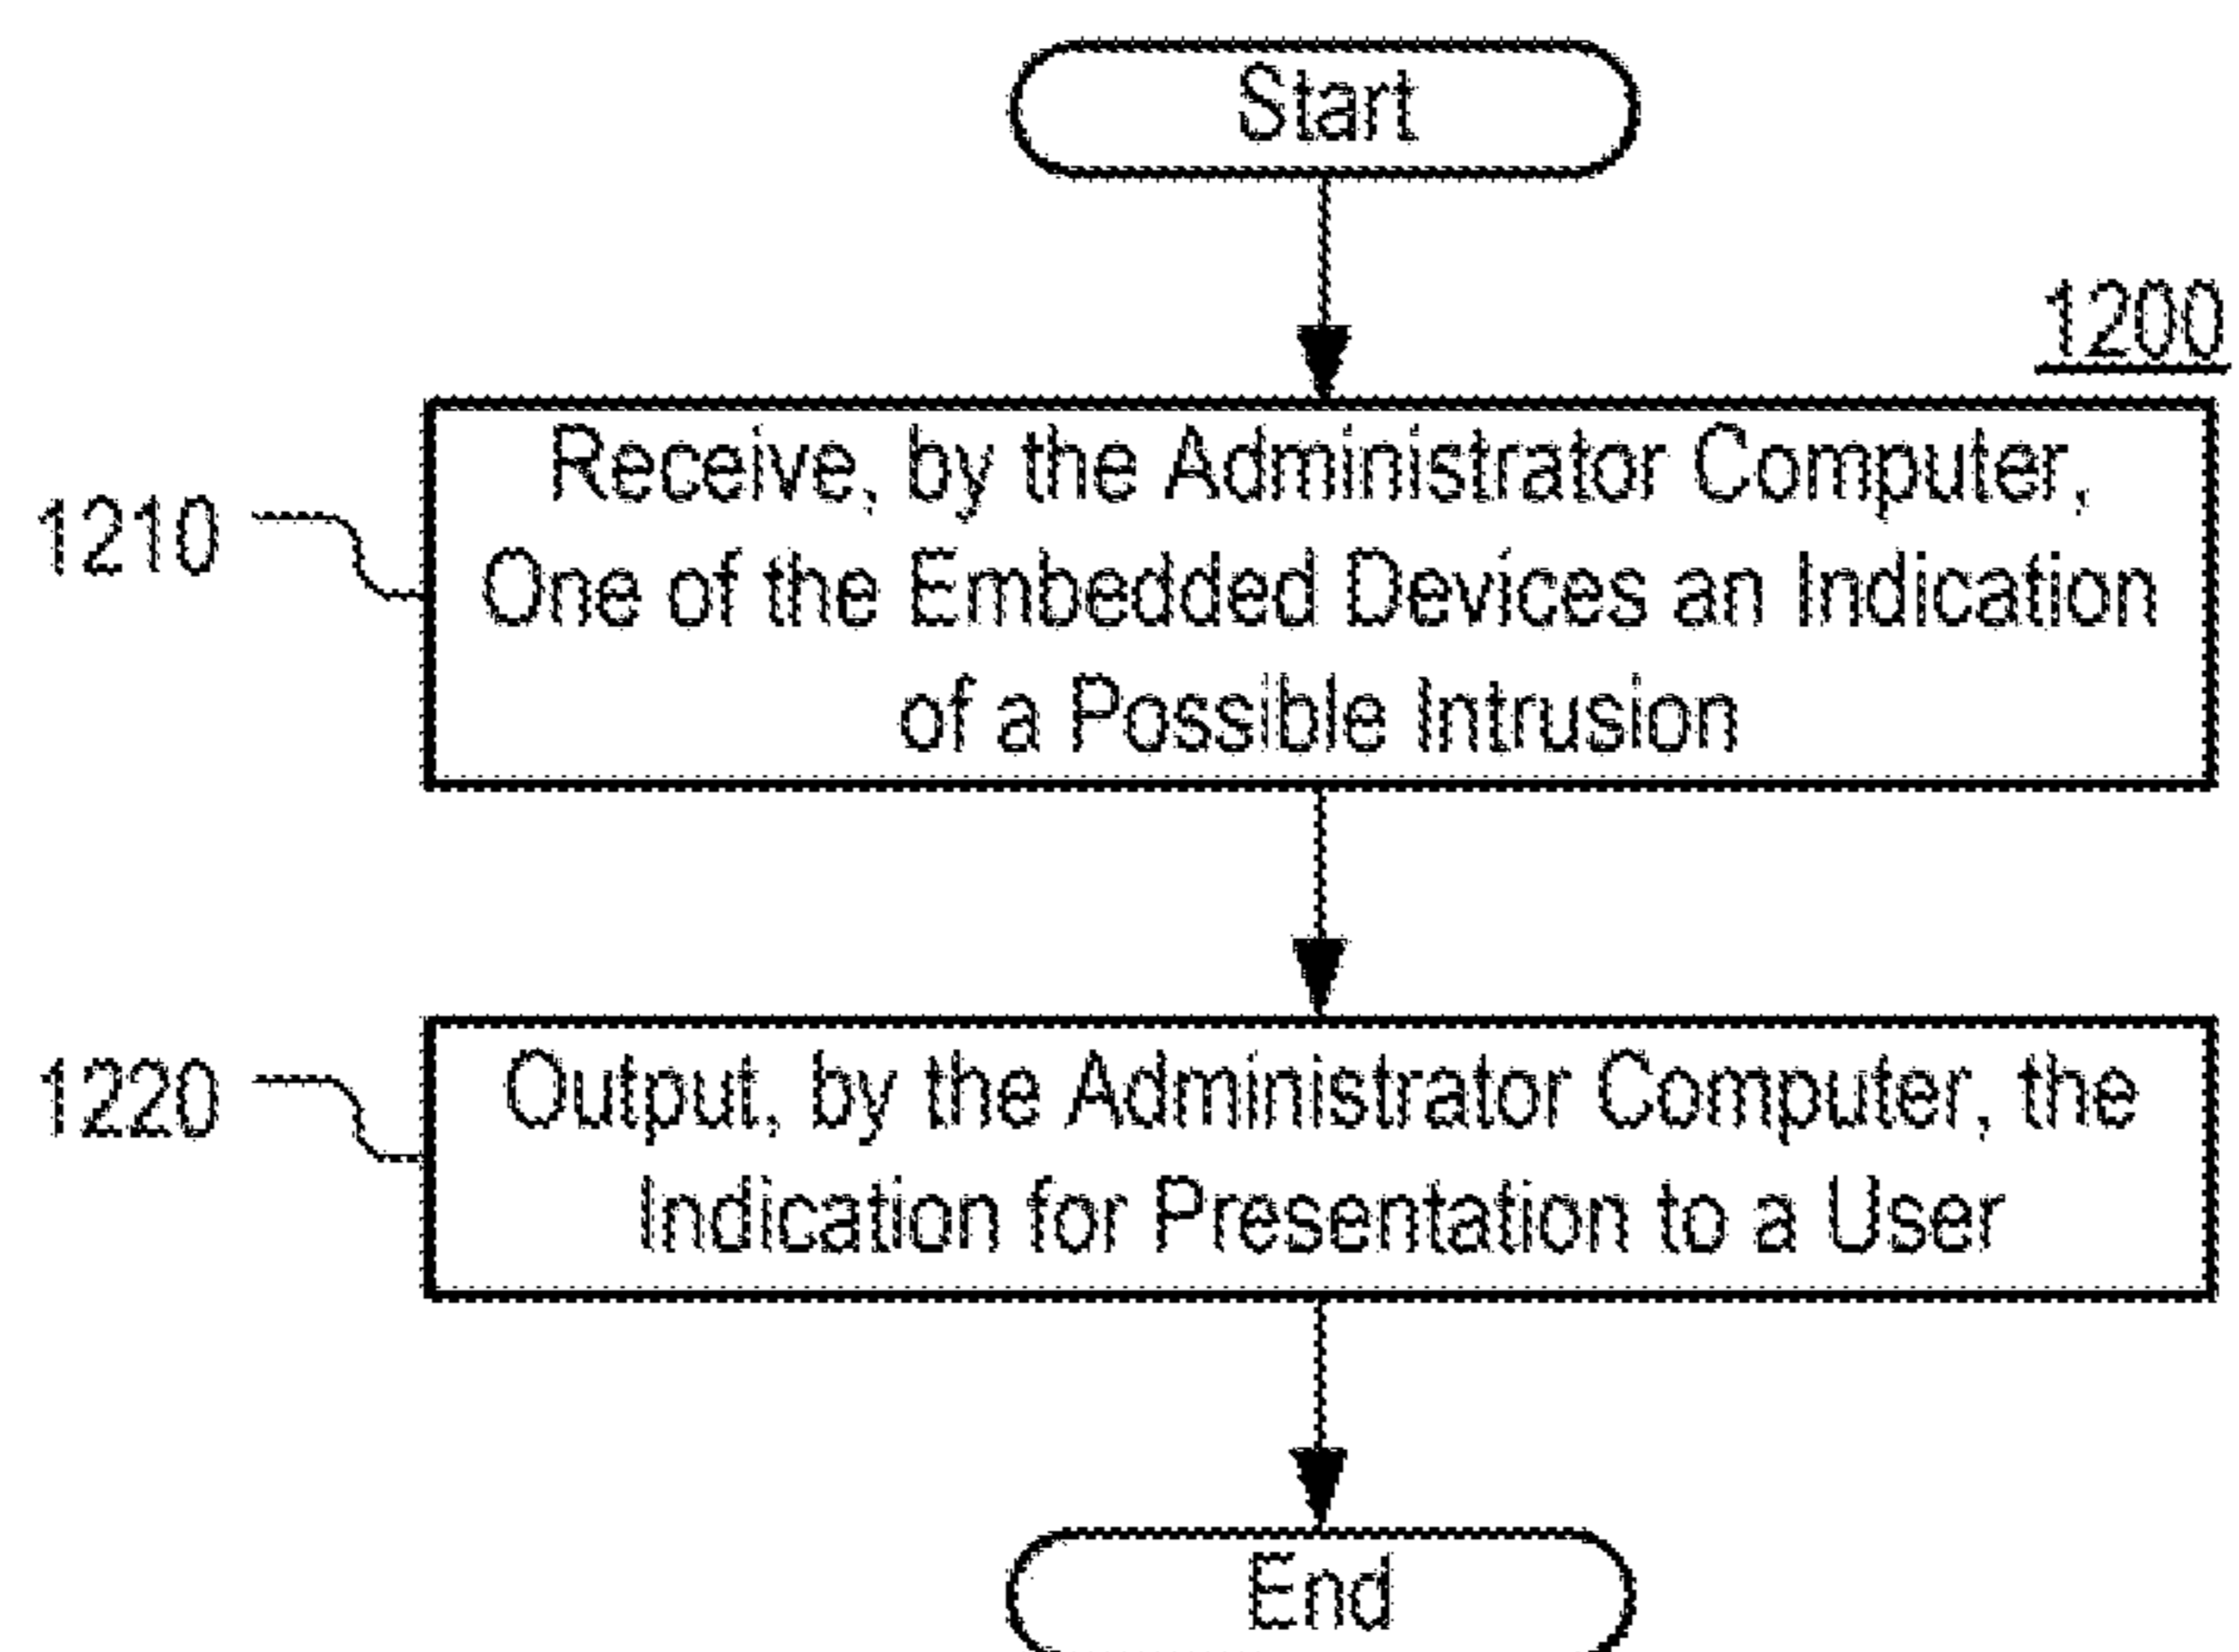 Start
1200
1210
Receive, by the Administrator Computer,
One of the Embedded Devices an Indication
of a Possible Intrusion
1220
Output, by the Administrator Computer, the
Indication for Presentation to a User
End